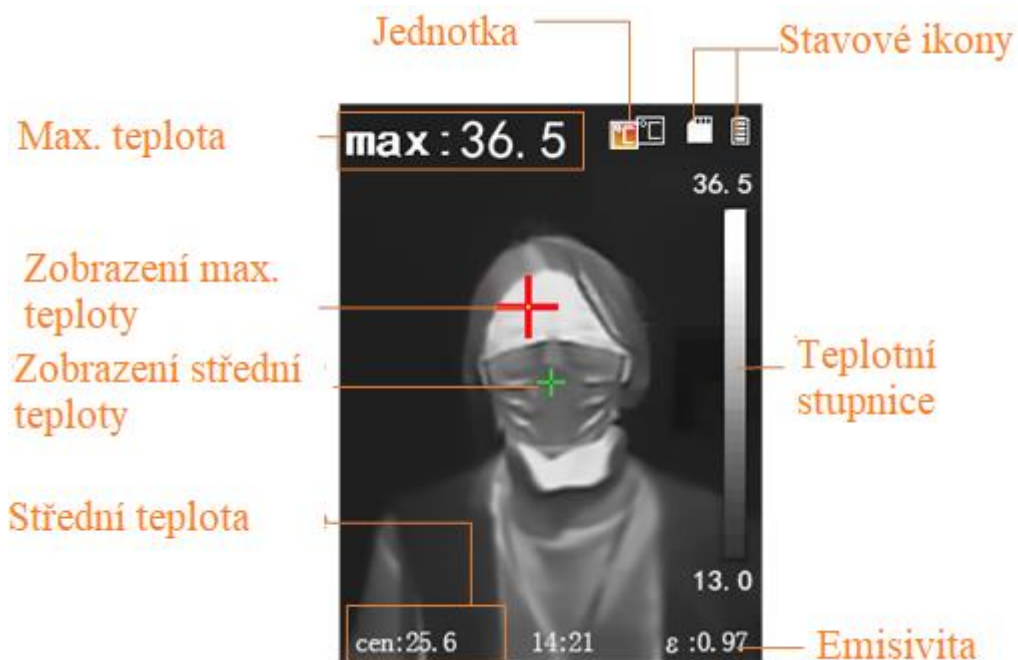 Jednotka
Stavové ikony
Max. teplota
max:36.5
°C
°C
36.5
Zobrazení max.
teploty
Zobrazení střední
teploty
Teplotní
stupnice
Střední teplota
13.0
cen:25.6
14:21
ε:0.97
Emisivita